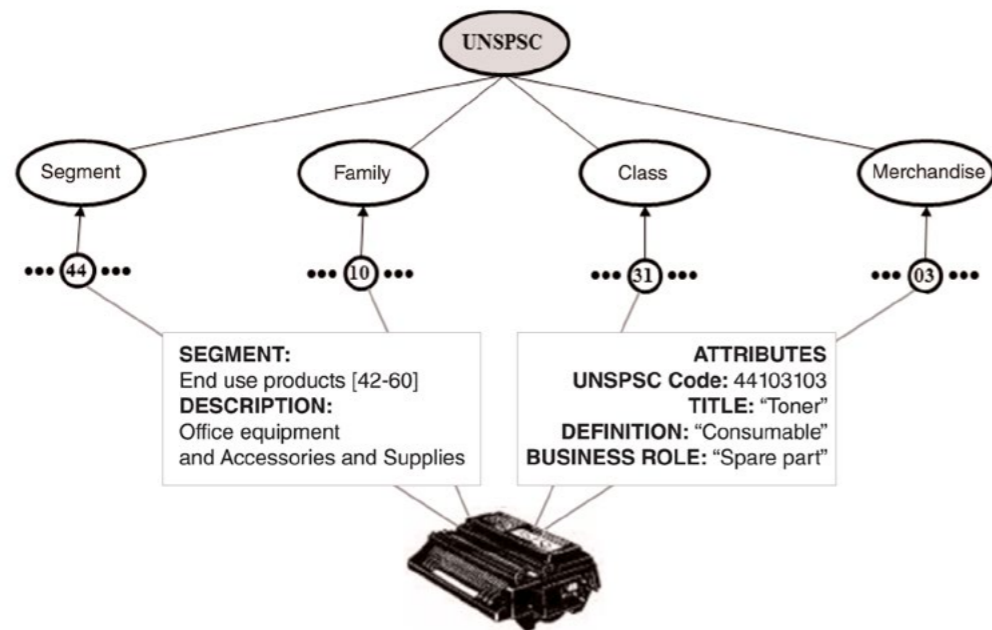 UNSPSC
Segment
Family
Class
Merchandise
••• 44 •••
••• 10 •••
••• 31 •••
••• 03 •••
SEGMENT:
End use products [42-60]
DESCRIPTION:
Office equipment
and Accessories and Supplies
ATTRIBUTES
UNSPSC Code: 44103103
TITLE: “Toner”
DEFINITION: “Consumable”
BUSINESS ROLE: “Spare part”